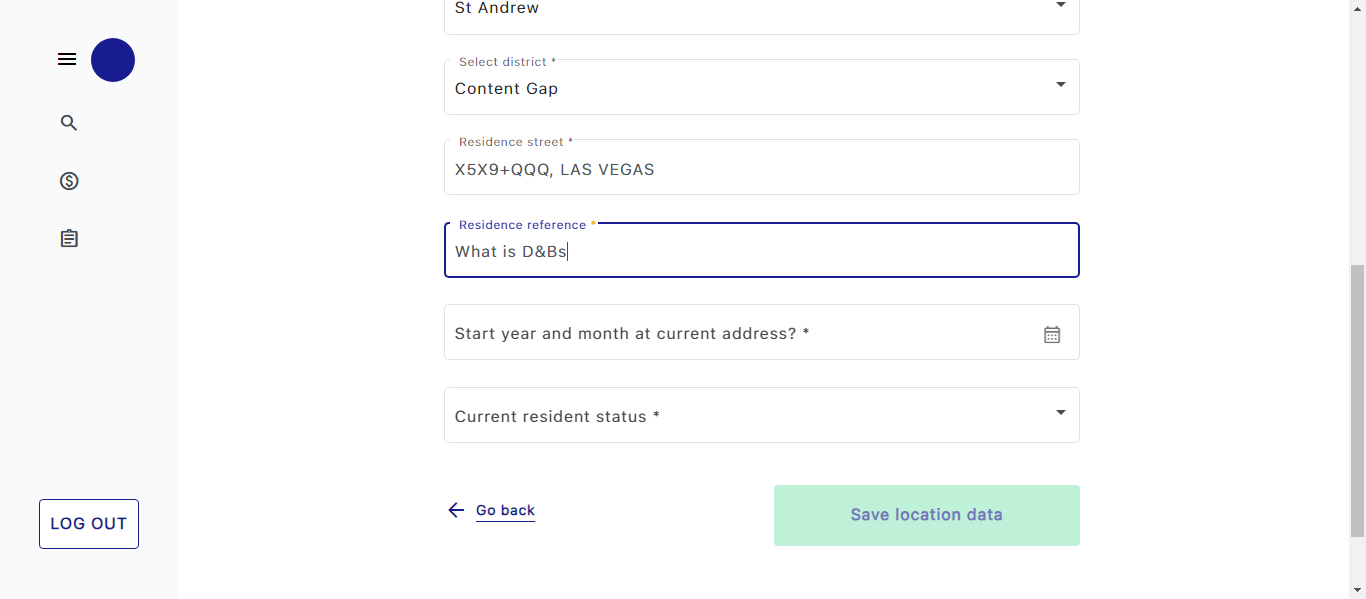 St Andrew
Select district *
Content Gap
Residence street *
X5X9+QQQ, LAS VEGAS
Residence reference *
What is D&Bs
Start year and month at current address? *
Current resident status *
Go back
Save location data
LOG OUT